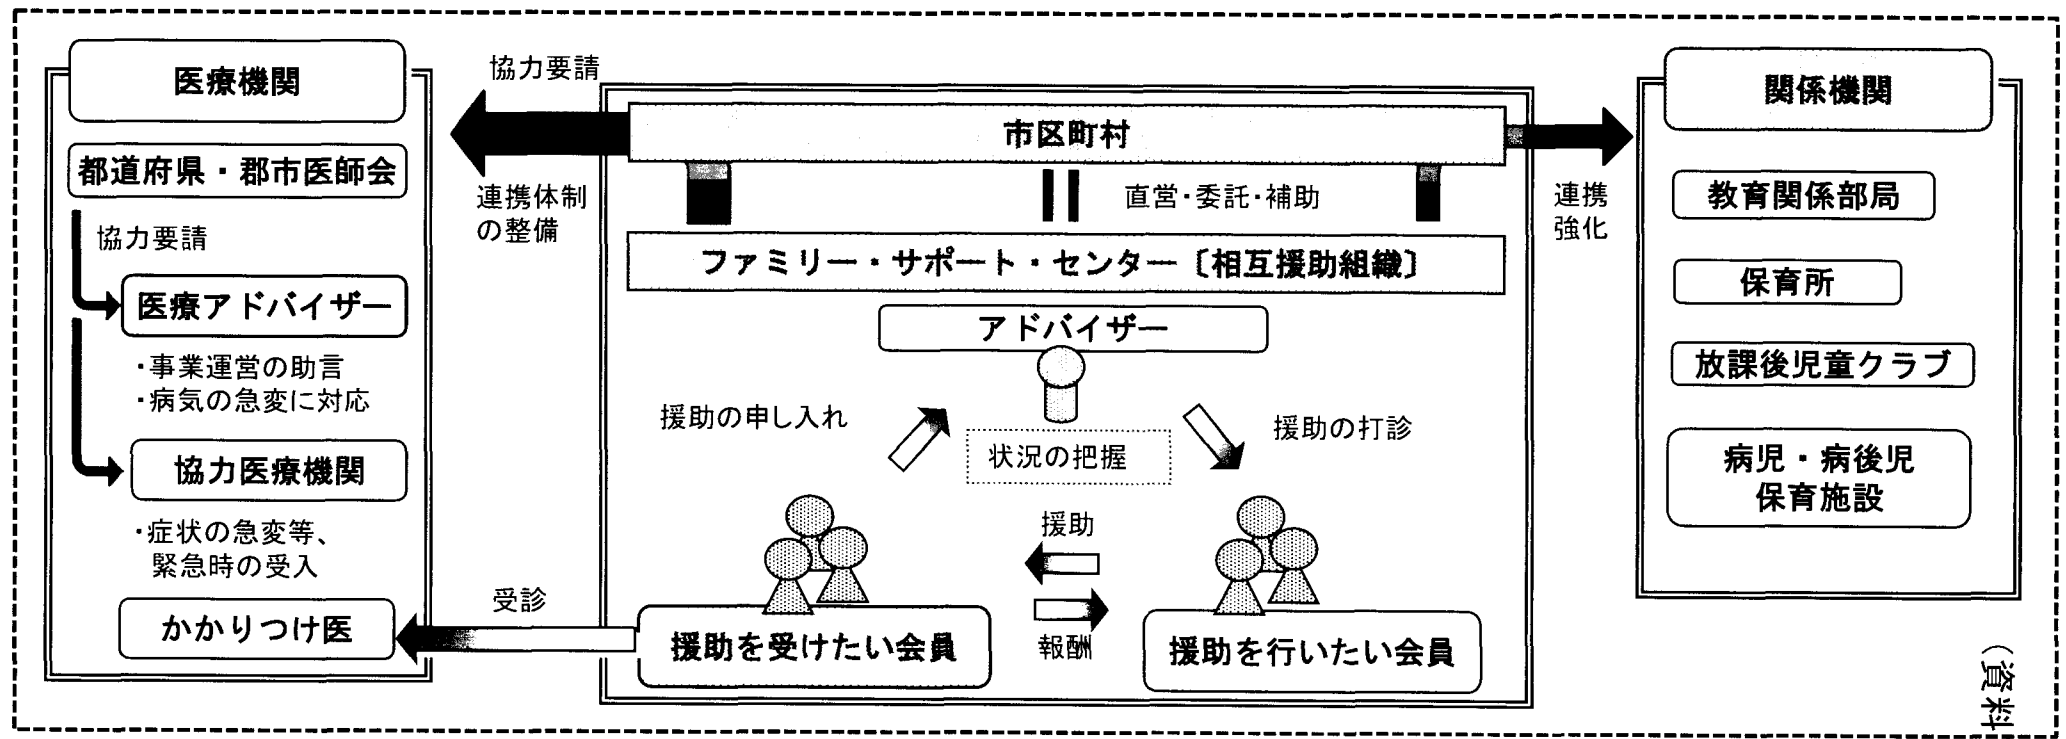 医療機関
都道府県・郡市医師会
協力要請
医療アドバイザー
・事業運営の助言
・病気の急変に対応
協力医療機関
・症状の急変等、
緊急時の受入
かかりつけ医
協力要請
連携体制
の整備
受診
市区町村
直営・委託・補助
ファミリー・サポート・センター〔相互援助組織〕
アドバイザー
援助の申し入れ
状況の把握
援助の打診
援助
報酬
援助を受けたい会員
援助を行いたい会員
連携
強化
関係機関
教育関係部局
保育所
放課後児童クラブ
病児・病後児
保育施設
（資料